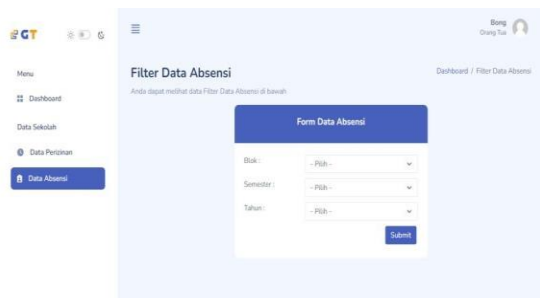 GT
Bong
Orang Tua
Menu
Dashboard
Data Sekolah
Data Perizinan
Data Absensi
Filter Data Absensi
Dashboard / Filter Data Absensi
Anda dapat melihat data Filter Data Absensi di bawah
Form Data Absensi
Blok :
- Pilih -
Semester :
- Pilih -
Tahun :
- Pilih -
Submit